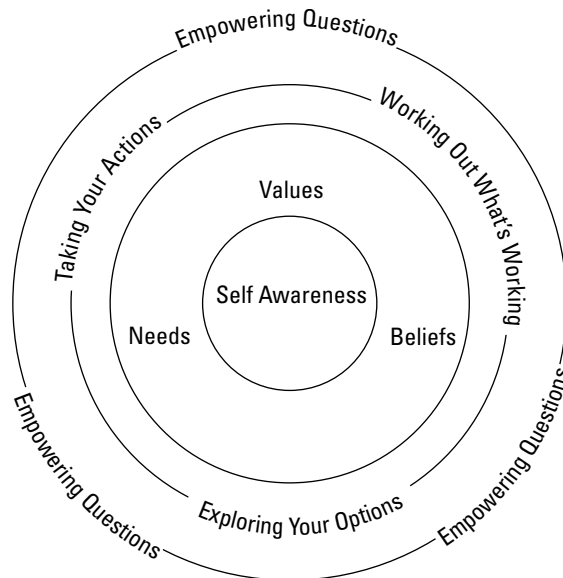 Empowering Questions
Working Out What's Working
Taking Your Actions
Values
Self Awareness
Needs
Beliefs
Exploring Your Options
Empowering Questions
Empowering Questions